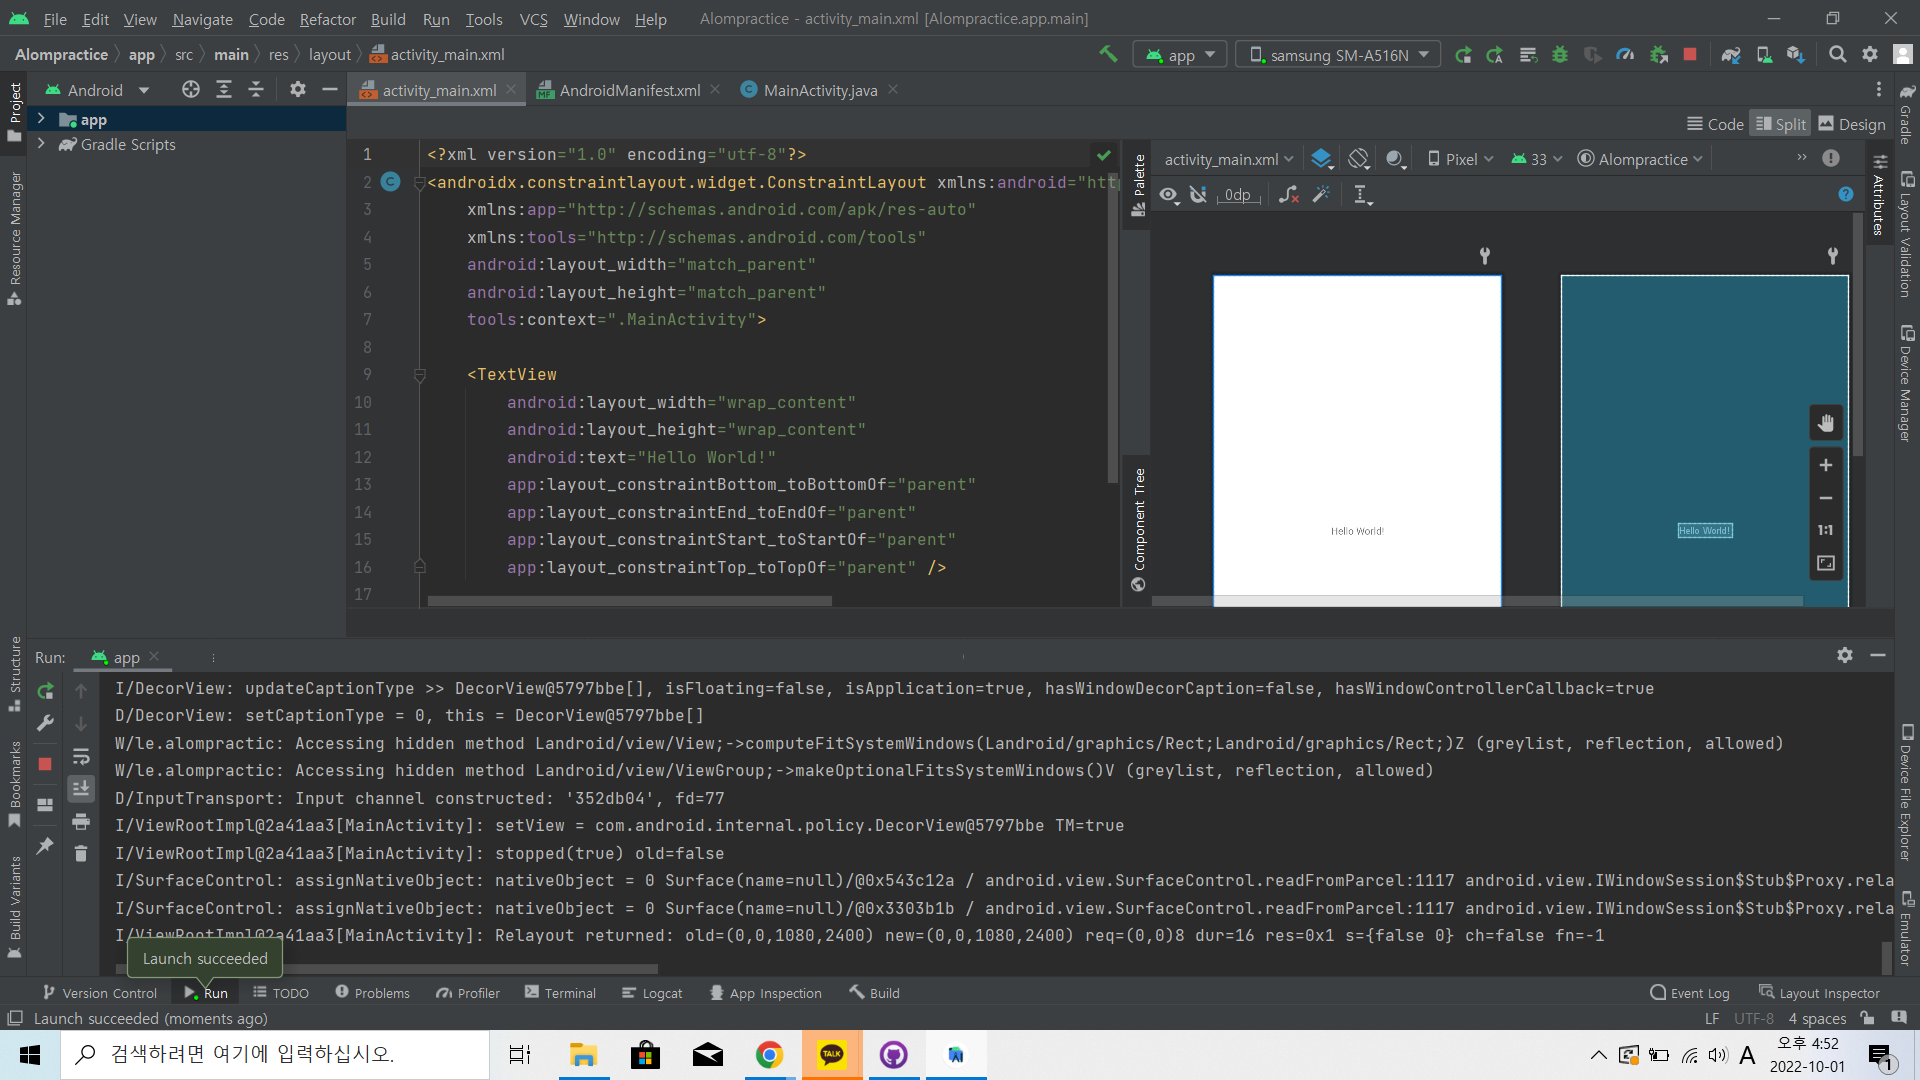 File Edit View Navigate Code Refactor Build Run Tools VCS Window Help Alompractice - activity_main.xml [Alompractice.app.main]
Alompractice app src main res layout activity_main.xml app samsung SM-A516N
Project
Android
activity_main.xml AndroidManifest.xml MainActivity.java
app
Gradle Scripts
Code Split Design
Gradle
Resource Manager
1 <?xml version="1.0" encoding="utf-8"?>
2 <androidx.constraintlayout.widget.ConstraintLayout xmlns:android="htt
3 xmlns:app="http://schemas.android.com/apk/res-auto"
4 xmlns:tools="http://schemas.android.com/tools"
5 android:layout_width="match_parent"
6 android:layout_height="match_parent"
7 tools:context=".MainActivity">
8
9 <TextView
10 android:layout_width="wrap_content"
11 android:layout_height="wrap_content"
12 android:text="Hello World!"
13 app:layout_constraintBottom_toBottomOf="parent"
14 app:layout_constraintEnd_toEndOf="parent"
15 app:layout_constraintStart_toStartOf="parent"
16 app:layout_constraintTop_toTopOf="parent" />
17
Palette
activity_main.xml Pixel 33 Alompractice
0dp
Attributes
Layout Validation
Device Manager
Component Tree
Hello World!
Hello World!
1:1
Structure
Bookmarks
Build Variants
Run: app
I/DecorView: updateCaptionType >> DecorView@5797bbe[], isFloating=false, isApplication=true, hasWindowDecorCaption=false, hasWindowControllerCallback=true
D/DecorView: setCaptionType = 0, this = DecorView@5797bbe[]
W/le.alompractic: Accessing hidden method Landroid/view/View;->computeFitSystemWindows(Landroid/graphics/Rect;Landroid/graphics/Rect;)Z (greylist, reflection, allowed)
W/le.alompractic: Accessing hidden method Landroid/view/ViewGroup;->makeOptionalFitsSystemWindows()V (greylist, reflection, allowed)
D/InputTransport: Input channel constructed: '352db04', fd=77
I/ViewRootImpl@2a41aa3[MainActivity]: setView = com.android.internal.policy.DecorView@5797bbe TM=true
I/ViewRootImpl@2a41aa3[MainActivity]: stopped(true) old=false
I/SurfaceControl: assignNativeObject: nativeObject = 0 Surface(name=null)/@0x543c12a / android.view.SurfaceControl.readFromParcel:1117 android.view.IWindowSession$Stub$Proxy.rela
I/SurfaceControl: assignNativeObject: nativeObject = 0 Surface(name=null)/@0x3303b1b / android.view.SurfaceControl.readFromParcel:1117 android.view.IWindowSession$Stub$Proxy.rela
I/ViewRootImpl@2a41aa3[MainActivity]: Relayout returned: old=(0,0,1080,2400) new=(0,0,1080,2400) req=(0,0)8 dur=16 res=0x1 s={false 0} ch=false fn=-1
Launch succeeded
Device File Explorer
Emulator
Version Control Run TODO Problems Profiler Terminal Logcat App Inspection Build Event Log Layout Inspector
Launch succeeded (moments ago) LF UTF-8 4 spaces
검색하려면 여기에 입력하십시오. TALK A 오후 4:52
2022-10-01 1